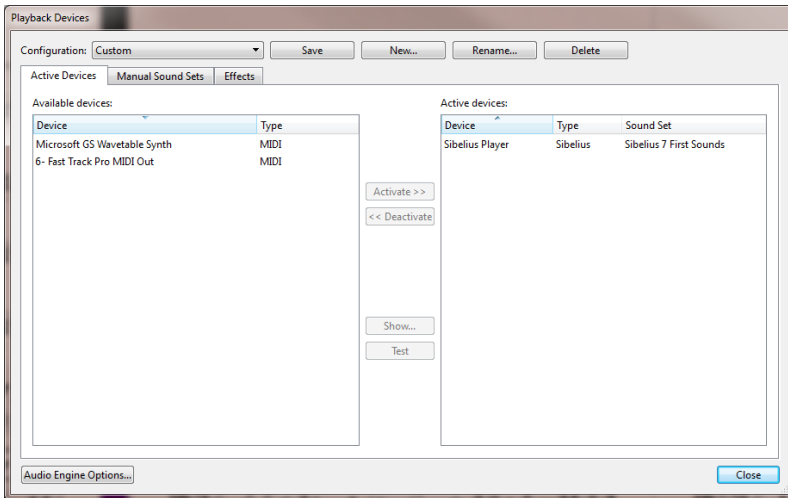 Playback Devices
Configuration: Custom Save New... Rename... Delete
Active Devices Manual Sound Sets Effects
Available devices:
Device Type
Microsoft GS Wavetable Synth MIDI
6- Fast Track Pro MIDI Out MIDI
Activate >>
<< Deactivate
Show...
Test
Active devices:
Device Type Sound Set
Sibelius Player Sibelius Sibelius 7 First Sounds
Audio Engine Options... Close